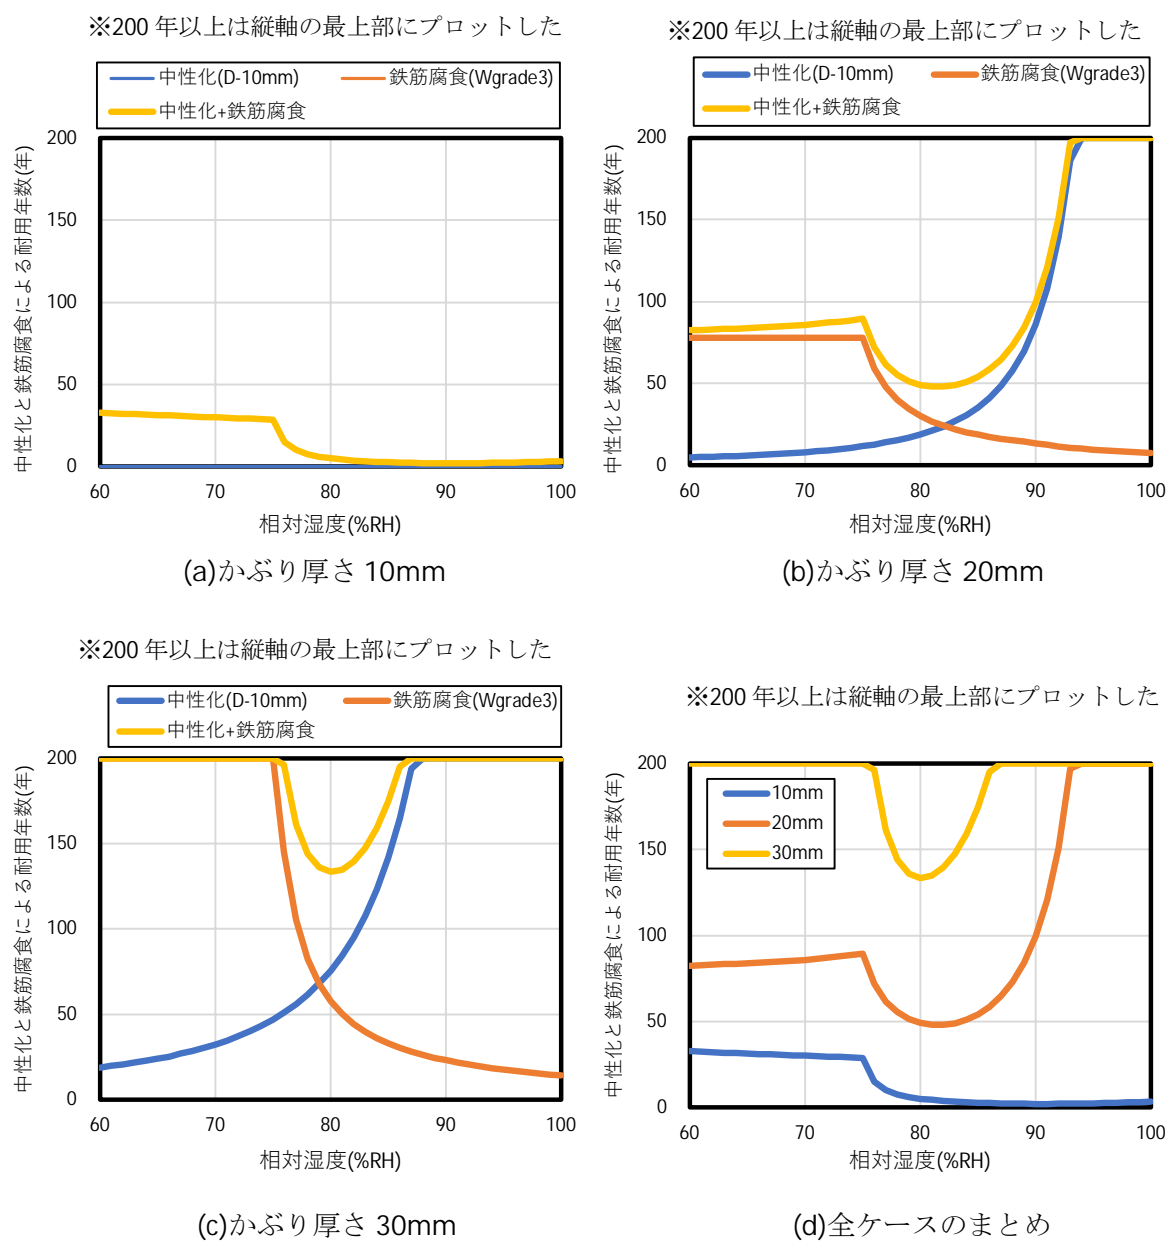 ※200 年以上は縦軸の最上部にプロットした
中性化(D-10mm) 鉄筋腐食(Wgrade3)
中性化+鉄筋腐食
中性化と鉄筋腐食による耐用年数(年)
200
150
100
50
0
60 70 80 90 100
相対湿度(%RH)
(a)かぶり厚さ 10mm
※200 年以上は縦軸の最上部にプロットした
中性化(D-10mm) 鉄筋腐食(Wgrade3)
中性化+鉄筋腐食
中性化と鉄筋腐食による耐用年数(年)
200
150
100
50
0
60 70 80 90 100
相対湿度(%RH)
(b)かぶり厚さ 20mm
※200 年以上は縦軸の最上部にプロットした
中性化(D-10mm) 鉄筋腐食(Wgrade3)
中性化+鉄筋腐食
中性化と鉄筋腐食による耐用年数(年)
200
150
100
50
0
60 70 80 90 100
相対湿度(%RH)
(c)かぶり厚さ 30mm
※200 年以上は縦軸の最上部にプロットした
10mm
20mm
30mm
中性化と鉄筋腐食による耐用年数(年)
200
150
100
50
0
60 70 80 90 100
相対湿度(%RH)
(d)全ケースのまとめ